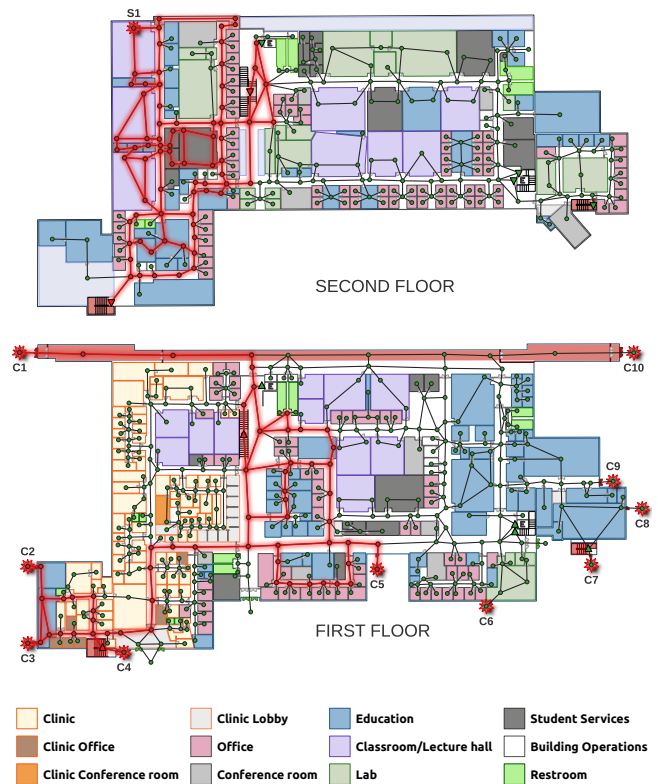 S1
E
SECOND FLOOR
C1
C10
E
C9
C8
C2
C5
C7
C6
C3
C4
FIRST FLOOR
Clinic
Clinic Lobby
Education
Student Services
Clinic Office
Office
Classroom/Lecture hall
Building Operations
Clinic Conference room
Conference room
Lab
Restroom